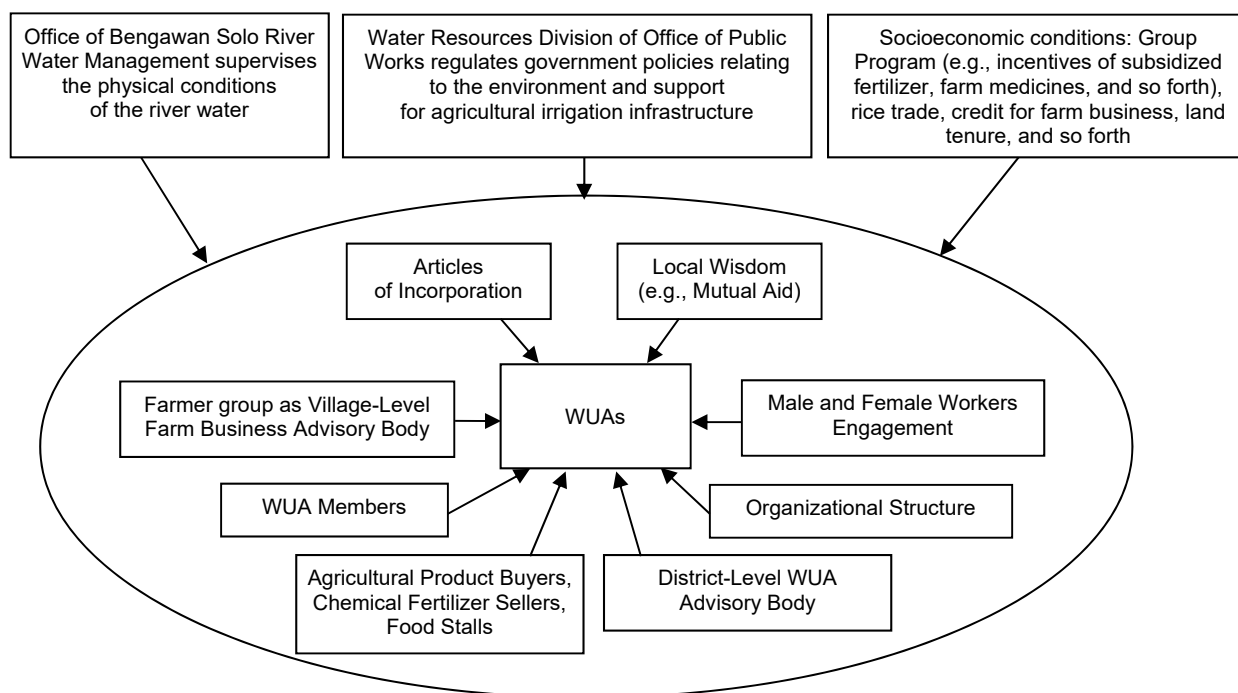 Office of Bengawan Solo River
Water Management supervises
the physical conditions
of the river water
Water Resources Division of Office of Public
Works regulates government policies relating
to the environment and support
for agricultural irrigation infrastructure
Socioeconomic conditions: Group
Program (e.g., incentives of subsidized
fertilizer, farm medicines, and so forth),
rice trade, credit for farm business, land
tenure, and so forth
Articles
of Incorporation
Local Wisdom
(e.g., Mutual Aid)
Farmer group as Village-Level
Farm Business Advisory Body
WUAs
Male and Female Workers
Engagement
WUA Members
Organizational Structure
Agricultural Product Buyers,
Chemical Fertilizer Sellers,
Food Stalls
District-Level WUA
Advisory Body